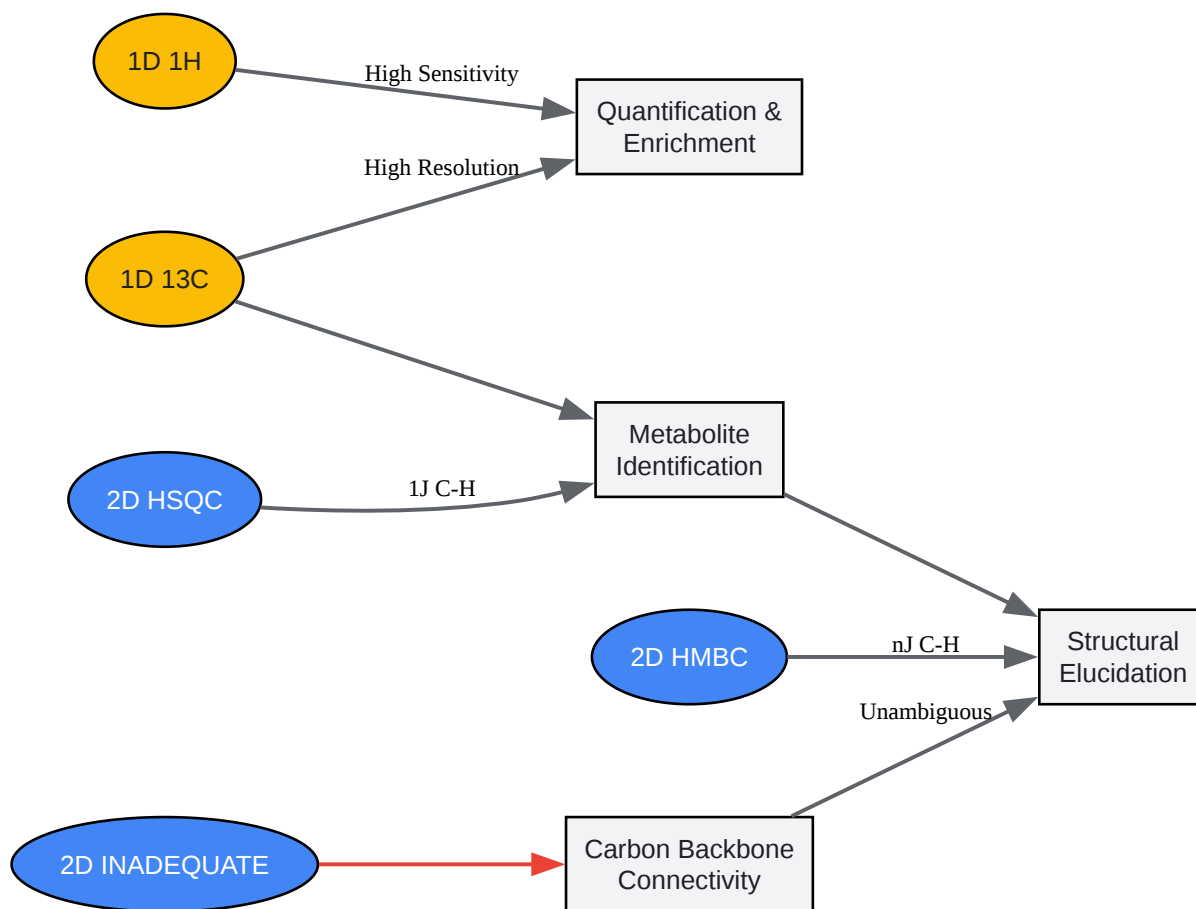 1D 1H
High Sensitivity
Quantification &
Enrichment
High Resolution
1D 13C
Metabolite
Identification
2D HSQC
1J C-H
2D HMBC
nJ C-H
Structural
Elucidation
Unambiguous
2D INADEQUATE
Carbon Backbone
Connectivity